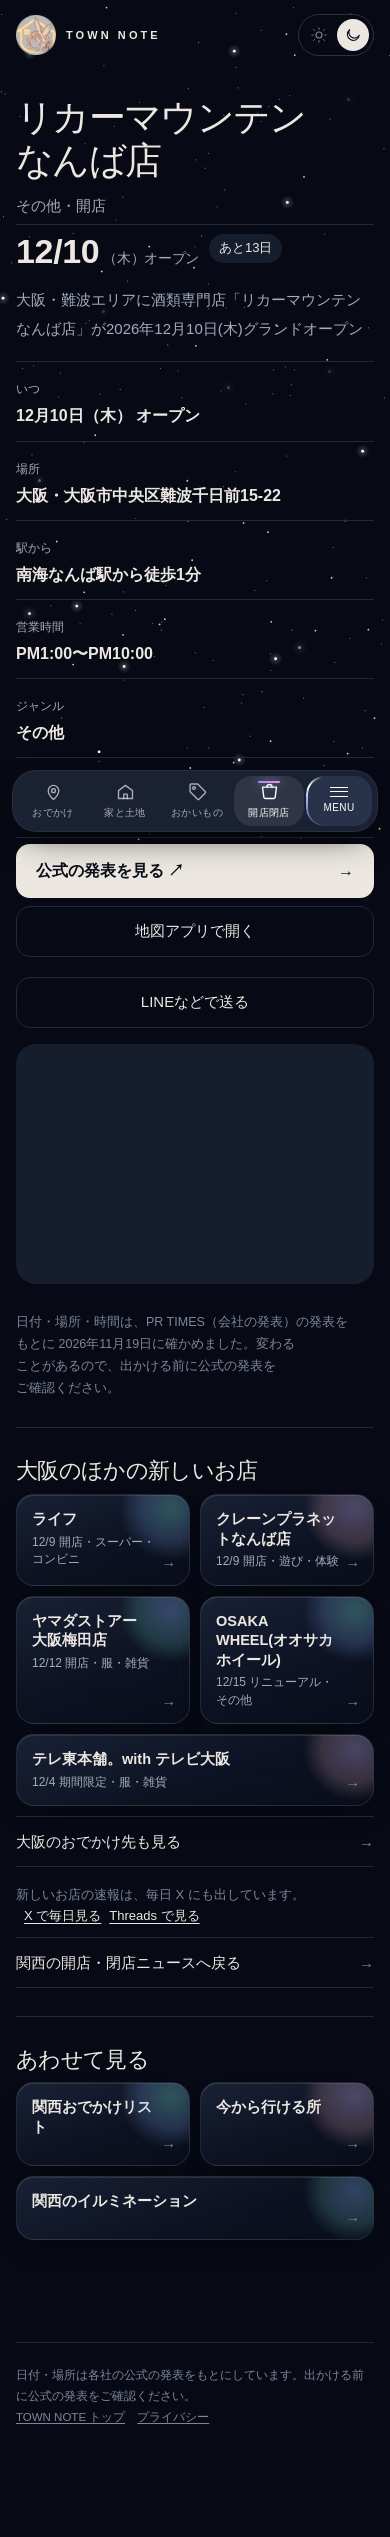 TOWN NOTE
リカーマウンテン
なんば店
その他・開店
12/10 （木）オープン あと13日
大阪・難波エリアに酒類専門店「リカーマウンテン
なんば店」が2026年12月10日(木)グランドオープン
いつ
12月10日（木） オープン
場所
大阪・大阪市中央区難波千日前15-22
駅から
南海なんば駅から徒歩1分
営業時間
PM1:00〜PM10:00
ジャンル
その他
おでかけ 家と土地 おかいもの 開店閉店 MENU
公式の発表を見る ↗ →
地図アプリで開く
LINEなどで送る
日付・場所・時間は、PR TIMES（会社の発表）の発表を
もとに 2026年11月19日に確かめました。変わる
ことがあるので、出かける前に公式の発表を
ご確認ください。
大阪のほかの新しいお店
ライフ
12/9 開店・スーパー・
コンビニ →
クレーンプラネッ
トなんば店
12/9 開店・遊び・体験 →
ヤマダストアー
大阪梅田店
12/12 開店・服・雑貨
→
OSAKA
WHEEL(オオサカ
ホイール)
12/15 リニューアル・
その他 →
テレ東本舗。with テレビ大阪
12/4 期間限定・服・雑貨 →
大阪のおでかけ先も見る →
新しいお店の速報は、毎日 X にも出しています。
X で毎日見る Threads で見る
関西の開店・閉店ニュースへ戻る →
あわせて見る
関西おでかけリス
ト
→
今から行ける所
→
関西のイルミネーション
→
日付・場所は各社の公式の発表をもとにしています。出かける前
に公式の発表をご確認ください。
TOWN NOTE トップ プライバシー